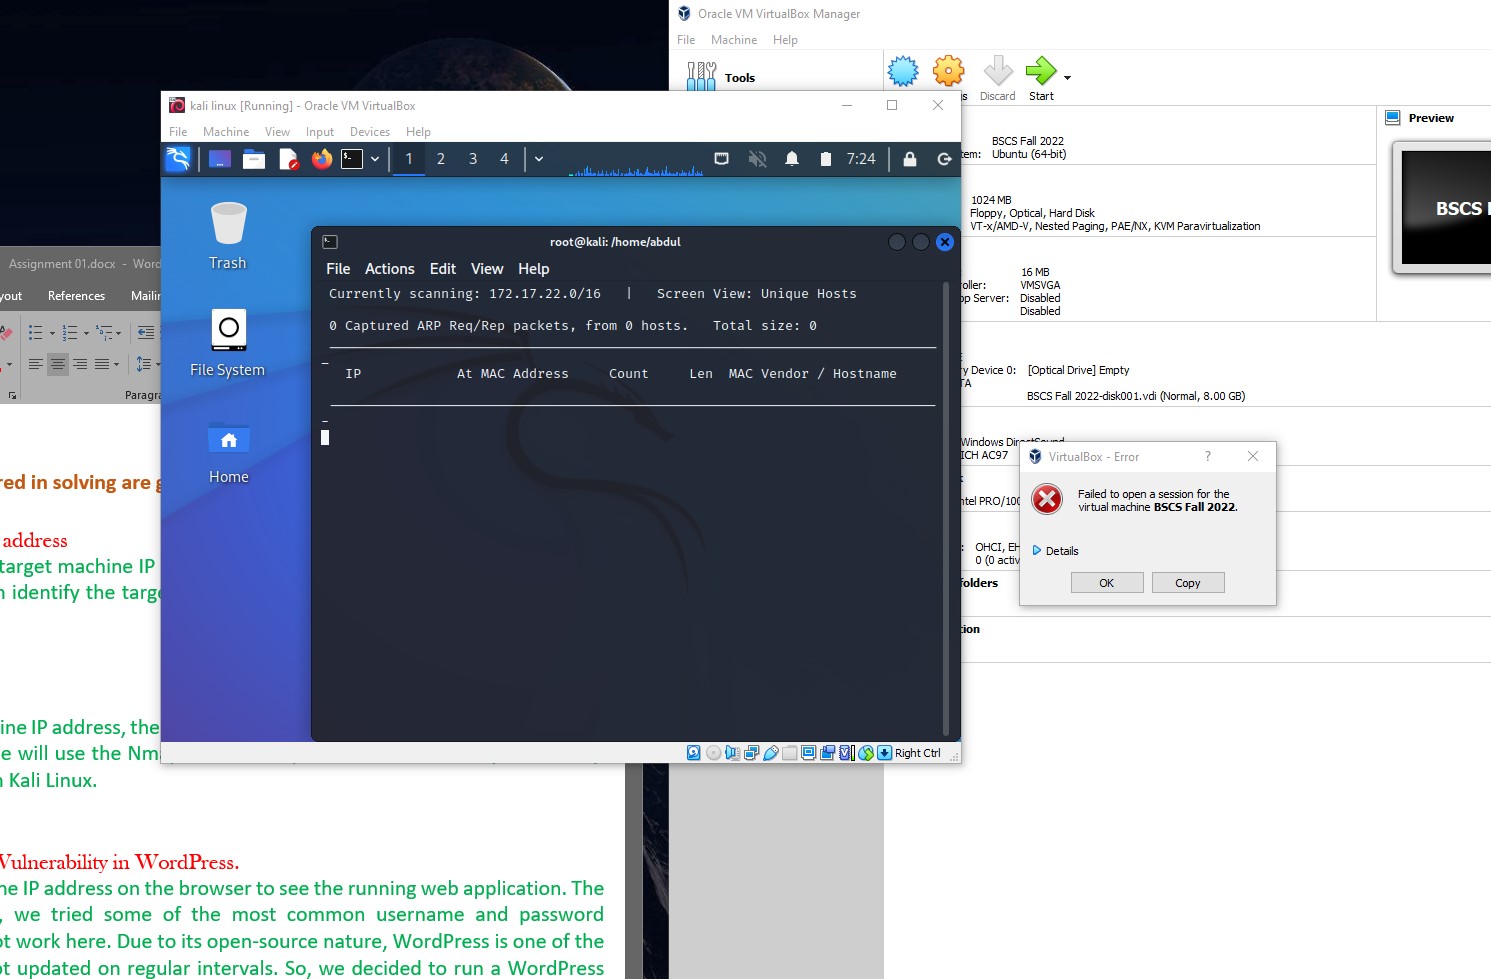 Oracle VM VirtualBox Manager
File Machine Help
Tools
Discard Start
kali linux [Running] - Oracle VM VirtualBox
File Machine View Input Devices Help
1 2 3 4 7:24
Trash
File System
Home
root@kali: /home/abdul
File Actions Edit View Help
Currently scanning: 172.17.22.0/16 | Screen View: Unique Hosts
0 Captured ARP Req/Rep packets, from 0 hosts. Total size: 0
IP At MAC Address Count Len MAC Vendor / Hostname
Right Ctrl
BSCS Fall 2022
Ubuntu (64-bit)
1024 MB
Floppy, Optical, Hard Disk
VT-x/AMD-V, Nested Paging, PAE/NX, KVM Paravirtualization
16 MB
VMSVGA
Server: Disabled
Disabled
Device 0: [Optical Drive] Empty
BSCS Fall 2022-disk001.vdi (Normal, 8.00 GB)
Windows DirectSound
ICH AC97
PRO/100
OHCI, EH
0 (0 activ
Preview
BSCS
VirtualBox - Error ?
Failed to open a session for the
virtual machine BSCS Fall 2022.
Details
OK Copy
Assignment 01.docx - Word
References
red in solving are
address
target machine IP
identify the targ
ine IP address, the
e will use the Nm
Kali Linux.
Vulnerability in WordPress.
ne IP address on the browser to see the running web application. The
, we tried some of the most common username and password
ot work here. Due to its open-source nature, WordPress is one of the
ot updated on regular intervals. So, we decided to run a WordPress